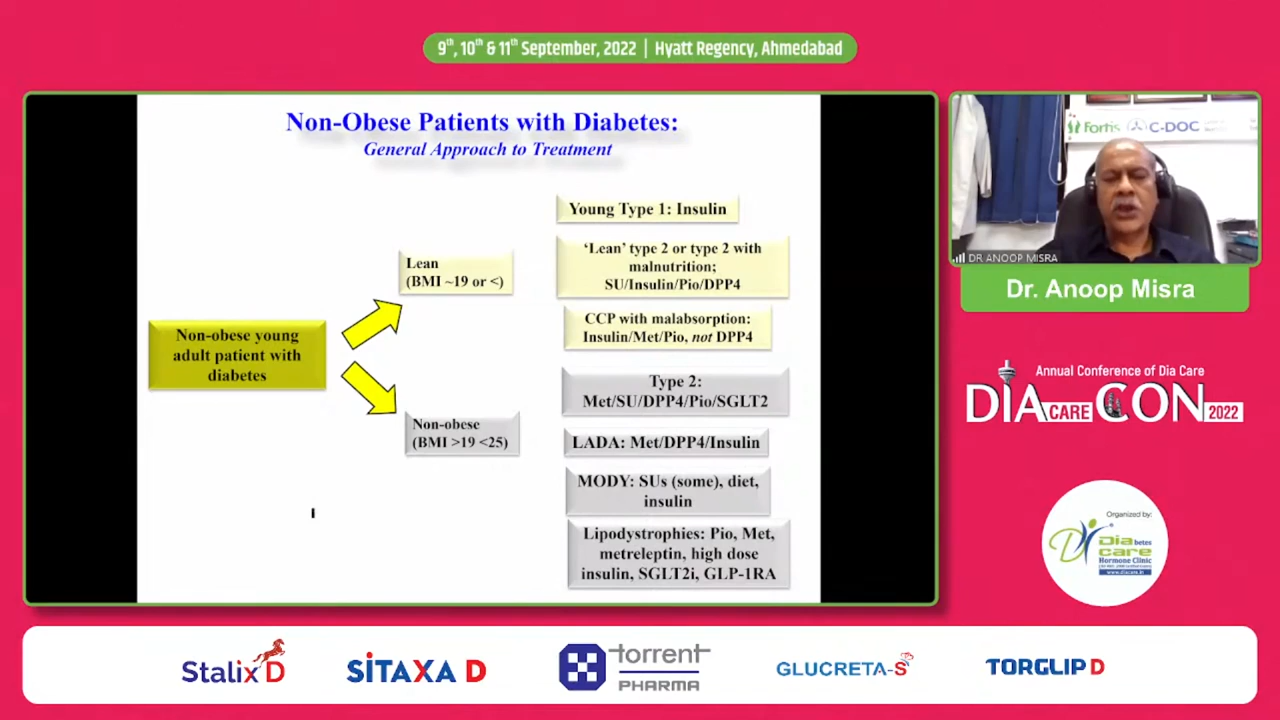 9th, 10th & 11th September, 2022 | Hyatt Regency, Ahmedabad
Non-Obese Patients with Diabetes:
General Approach to Treatment
Non-obese young
adult patient with
diabetes
Lean
(BMI ~19 or <)
Non-obese
(BMI >19 <25)
Young Type 1: Insulin
‘Lean’ type 2 or type 2 with
malnutrition;
SU/Insulin/Pio/DPP4
CCP with malabsorption:
Insulin/Met/Pio, not DPP4
Type 2:
Met/SU/DPP4/Pio/SGLT2
LADA: Met/DPP4/Insulin
MODY: SUs (some), diet,
insulin
Lipodystrophies: Pio, Met,
metreleptin, high dose
insulin, SGLT2i, GLP-1RA
Fortis C-DOC
DR ANOOP MISRA
Dr. Anoop Misra
Annual Conference of Dia Care
DIA CARE CON 2022
Organized by:
Diabetes
care
Hormone Clinic
www.diacare.in
Stalix D
SITAXA D
torrent
PHARMA
GLUCRETA-S
TORGLIP D